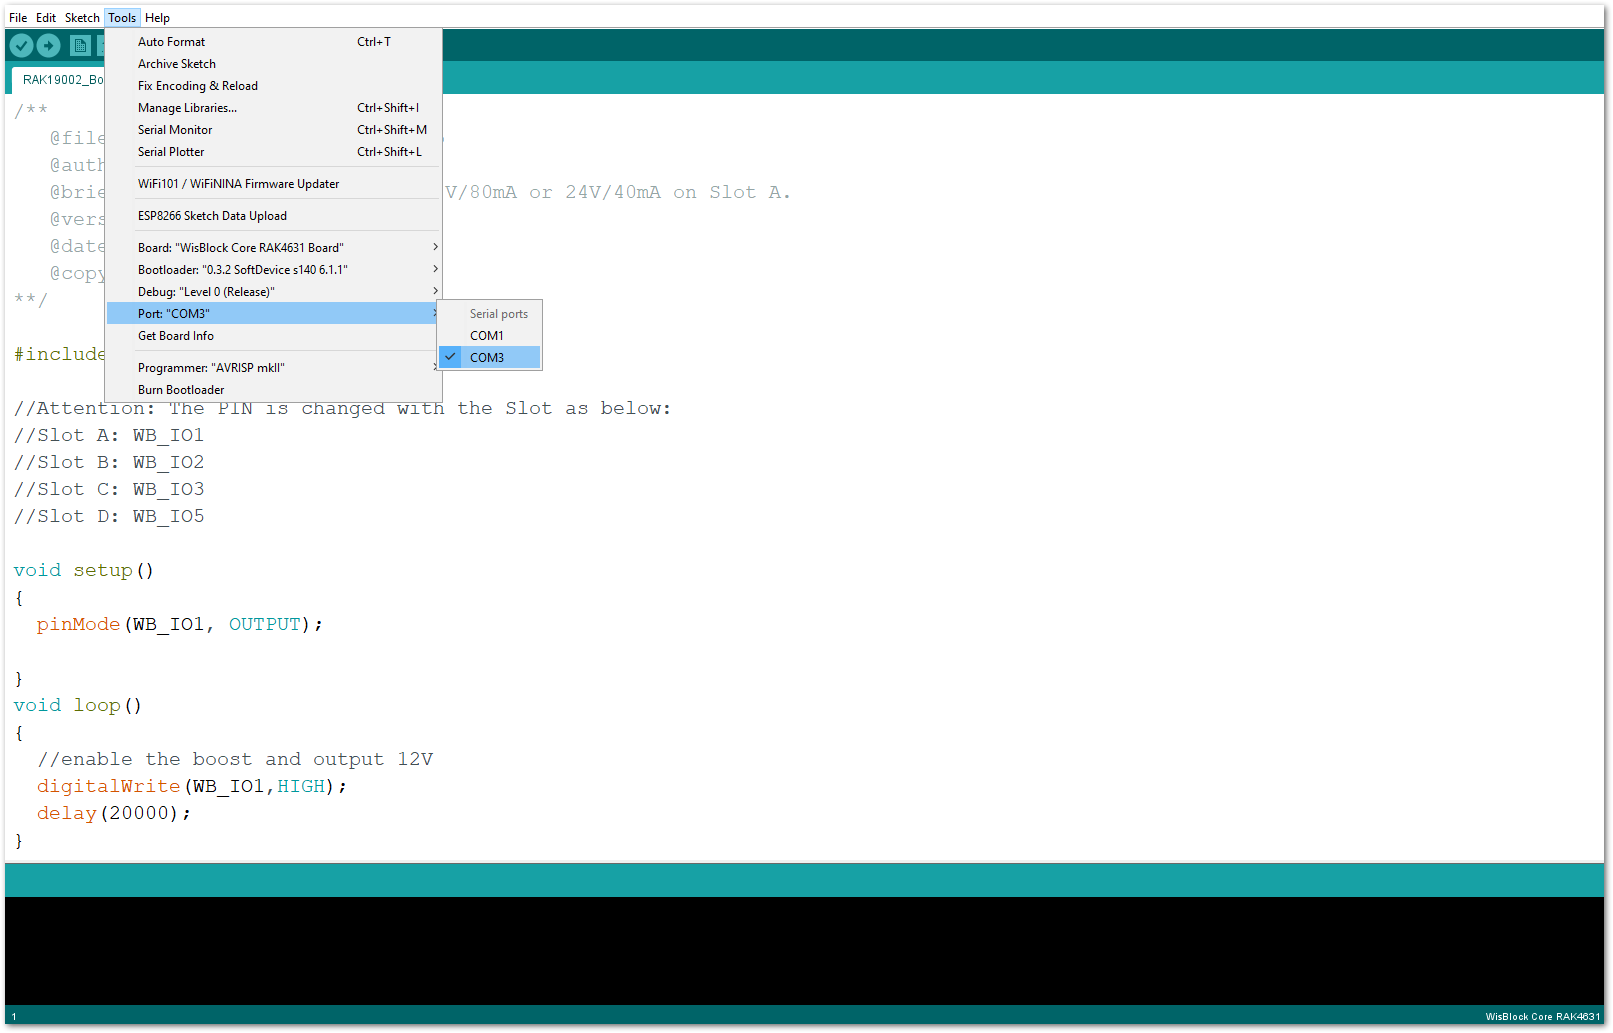 File Edit Sketch Tools Help
Auto Format Ctrl+T
Archive Sketch
Fix Encoding & Reload
Manage Libraries... Ctrl+Shift+I
Serial Monitor Ctrl+Shift+M
Serial Plotter Ctrl+Shift+L
WiFi101 / WiFiNINA Firmware Updater
ESP8266 Sketch Data Upload
Board: "WisBlock Core RAK4631 Board"
Bootloader: "0.3.2 SoftDevice s140 6.1.1"
Debug: "Level 0 (Release)"
Port: "COM3"
Get Board Info
Programmer: "AVRISP mkII"
Burn Bootloader
Serial ports
COM1
COM3
RAK19002_Bo
/**
@file
@auth
@brie V/80mA or 24V/40mA on Slot A.
@vers
@date
@copy
**/
#include
//Attention: The PIN is changed with the Slot as below:
//Slot A: WB_IO1
//Slot B: WB_IO2
//Slot C: WB_IO3
//Slot D: WB_IO5
void setup()
{
pinMode(WB_IO1, OUTPUT);
}
void loop()
{
//enable the boost and output 12V
digitalWrite(WB_IO1,HIGH);
delay(20000);
}
1 WisBlock Core RAK4631